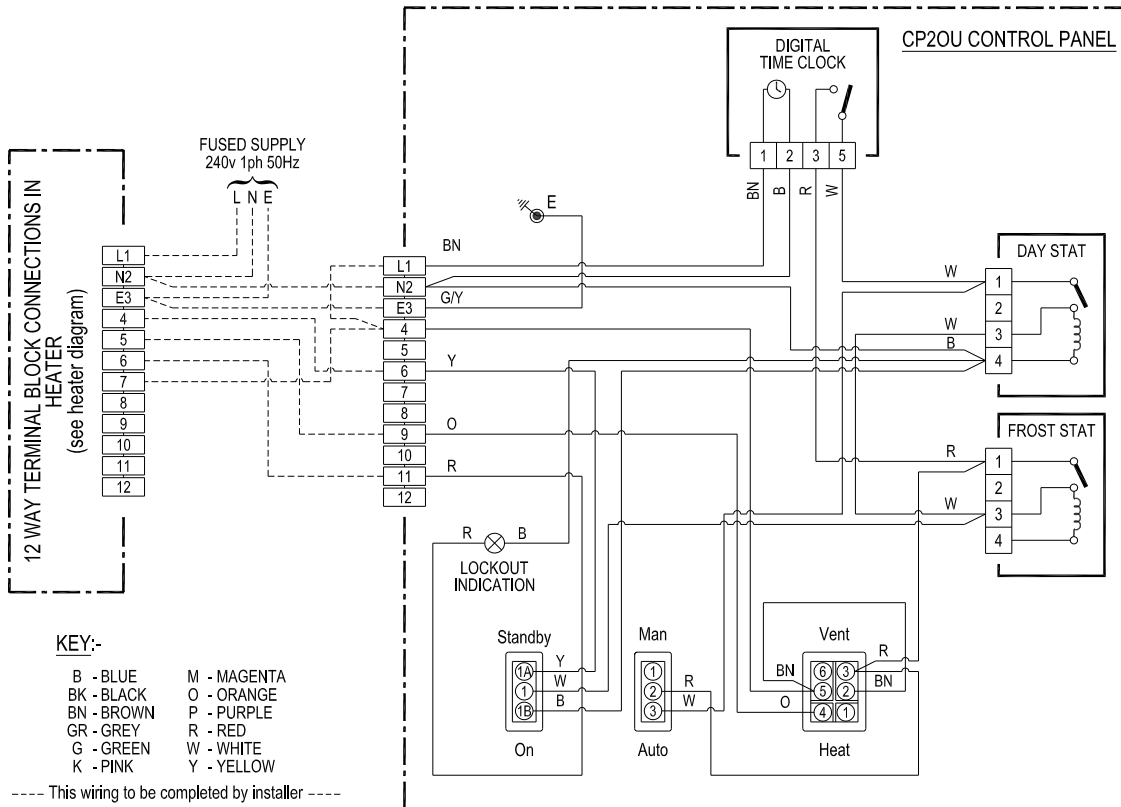 CP2OU CONTROL PANEL
DIGITAL
TIME CLOCK
1 2 3 5
BN B R W
FUSED SUPPLY
240v 1ph 50Hz
L N E
12 WAY TERMINAL BLOCK CONNECTIONS IN
HEATER
(see heater diagram)
L1
N2
E3
4
5
6
7
8
9
10
11
12
E
BN
G/Y
Y
O
R
L1
N2
E3
4
5
6
7
8
9
10
11
12
DAY STAT
W
W
B
1
2
3
4
FROST STAT
R
W
1
2
3
4
R B
LOCKOUT
INDICATION
Standby
1A Y
1 W
1B B
On
Man
1
2 R
3 W
Auto
Vent
R
BN 6 3
5 2 BN
O 4 1
Heat
KEY:-
B - BLUE M - MAGENTA
BK - BLACK O - ORANGE
BN - BROWN P - PURPLE
GR - GREY R - RED
G - GREEN W - WHITE
K - PINK Y - YELLOW
---- This wiring to be completed by installer ----